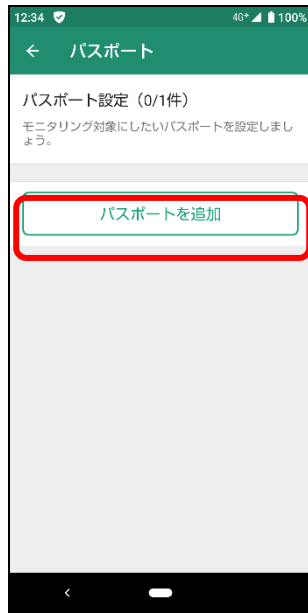 12:34 4G+ 100%
← パスポート
パスポート設定（0/1件）
モニタリング対象にしたいパスポートを設定しまし
ょう。
パスポートを追加